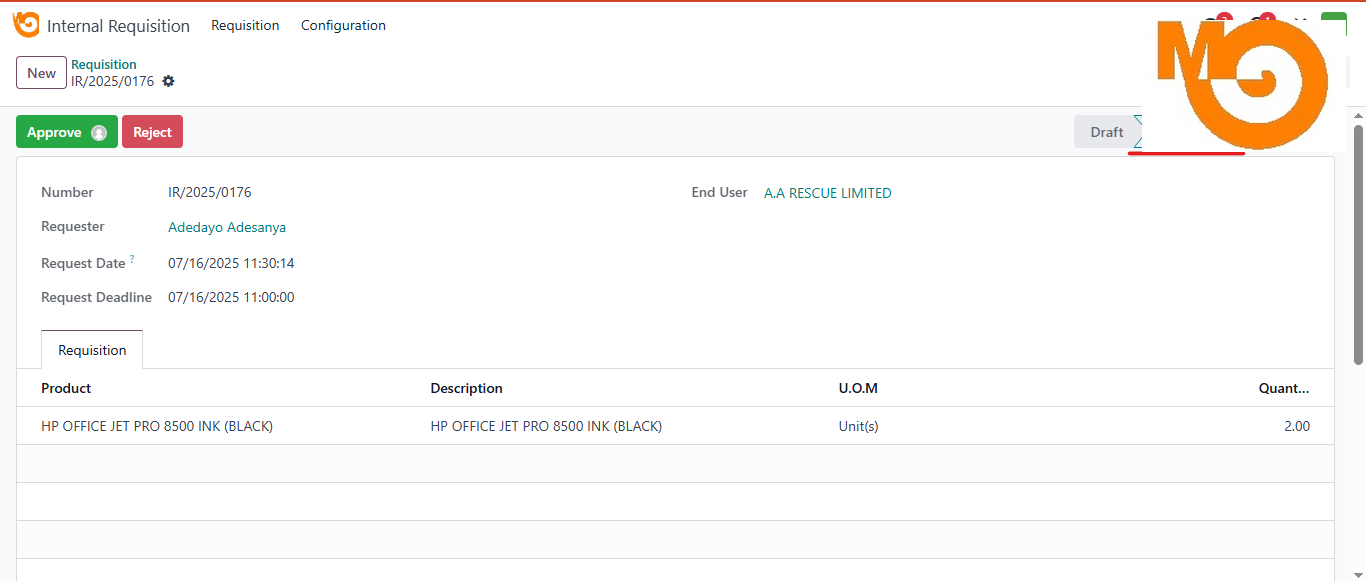 Internal Requisition Requisition Configuration
New
Requisition
IR/2025/0176
Approve Reject Draft
Number IR/2025/0176 End User A.A RESCUE LIMITED
Requester Adedayo Adesanya
Request Date ? 07/16/2025 11:30:14
Request Deadline 07/16/2025 11:00:00
Requisition
Product Description U.O.M Quant...
HP OFFICE JET PRO 8500 INK (BLACK) HP OFFICE JET PRO 8500 INK (BLACK) Unit(s) 2.00